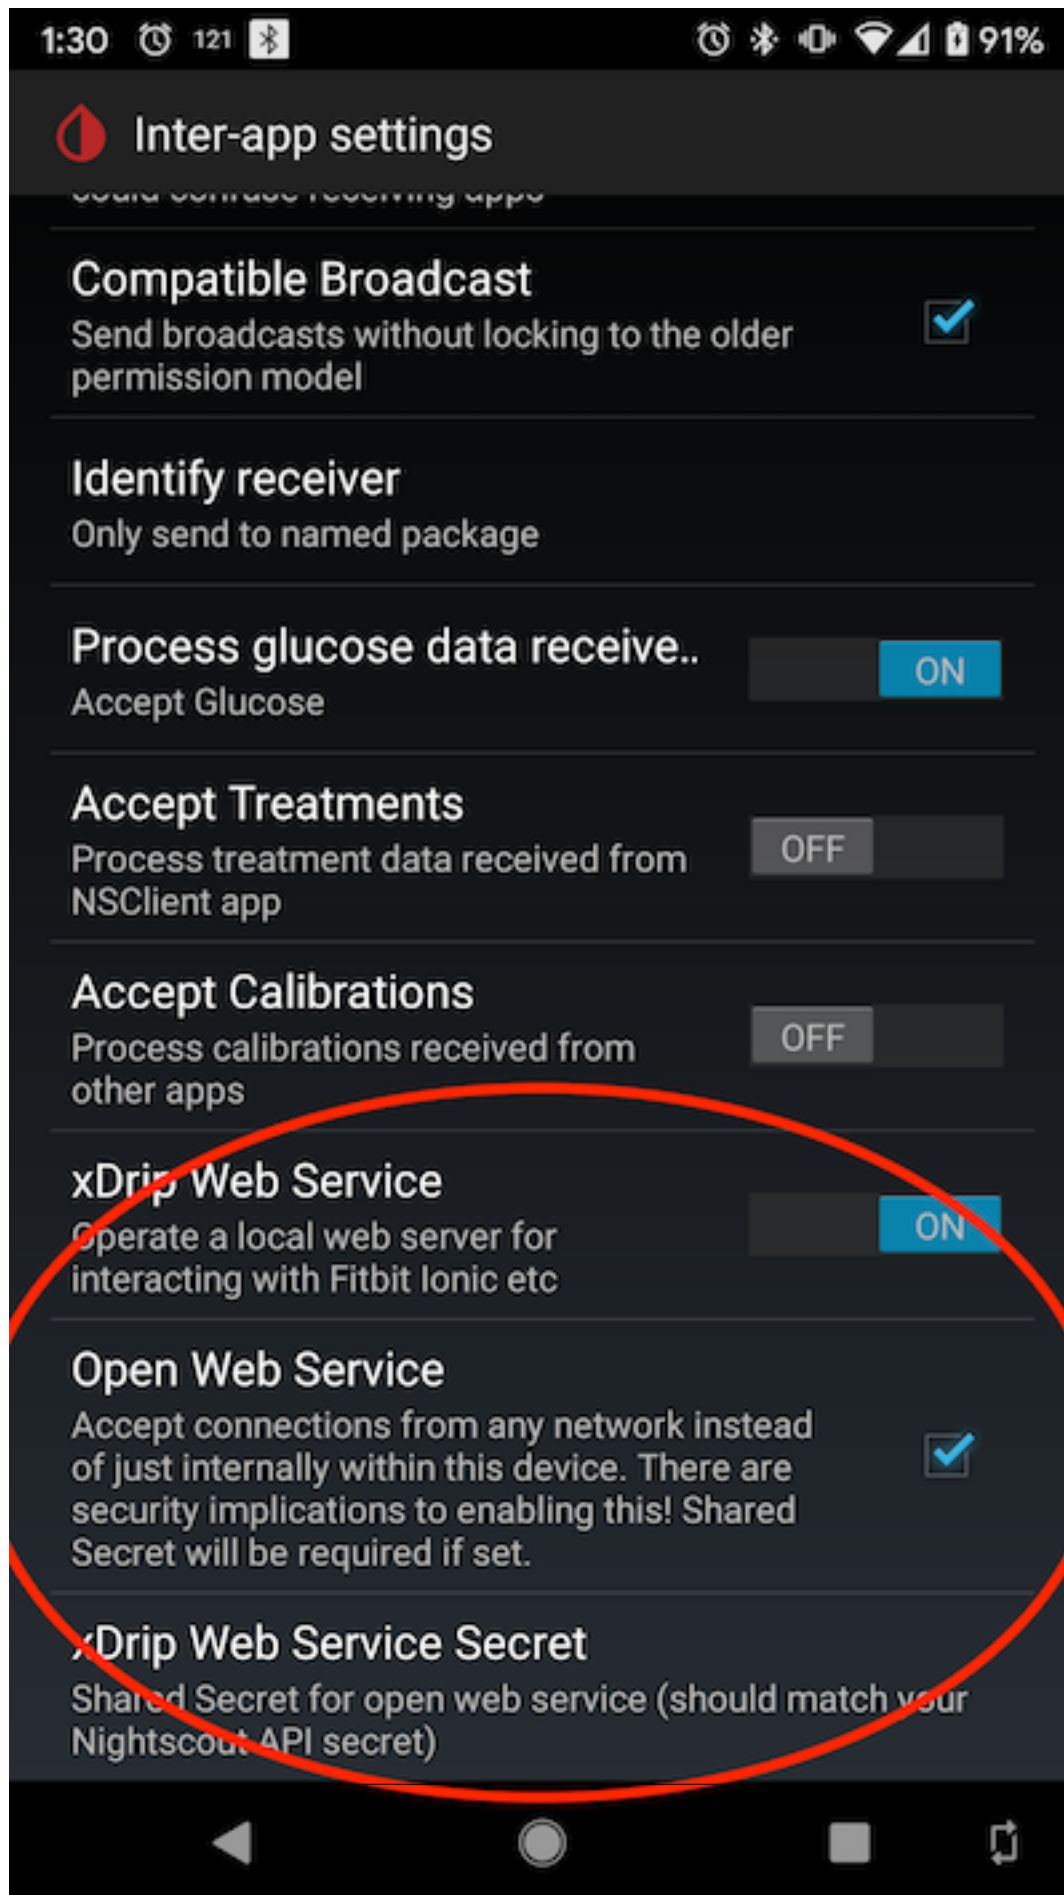 1:30 121 91%
Inter-app settings
could confuse receiving apps
Compatible Broadcast
Send broadcasts without locking to the older
permission model
Identify receiver
Only send to named package
Process glucose data receive..
ON
Accept Glucose
Accept Treatments
Process treatment data received from
OFF
NSClient app
Accept Calibrations
Process calibrations received from
OFF
other apps
xDrip Web Service
Operate a local web server for
ON
interacting with Fitbit Ionic etc
Open Web Service
Accept connections from any network instead
of just internally within this device. There are
security implications to enabling this! Shared
Secret will be required if set.
xDrip Web Service Secret
Shared Secret for open web service (should match your
Nightscout API secret)